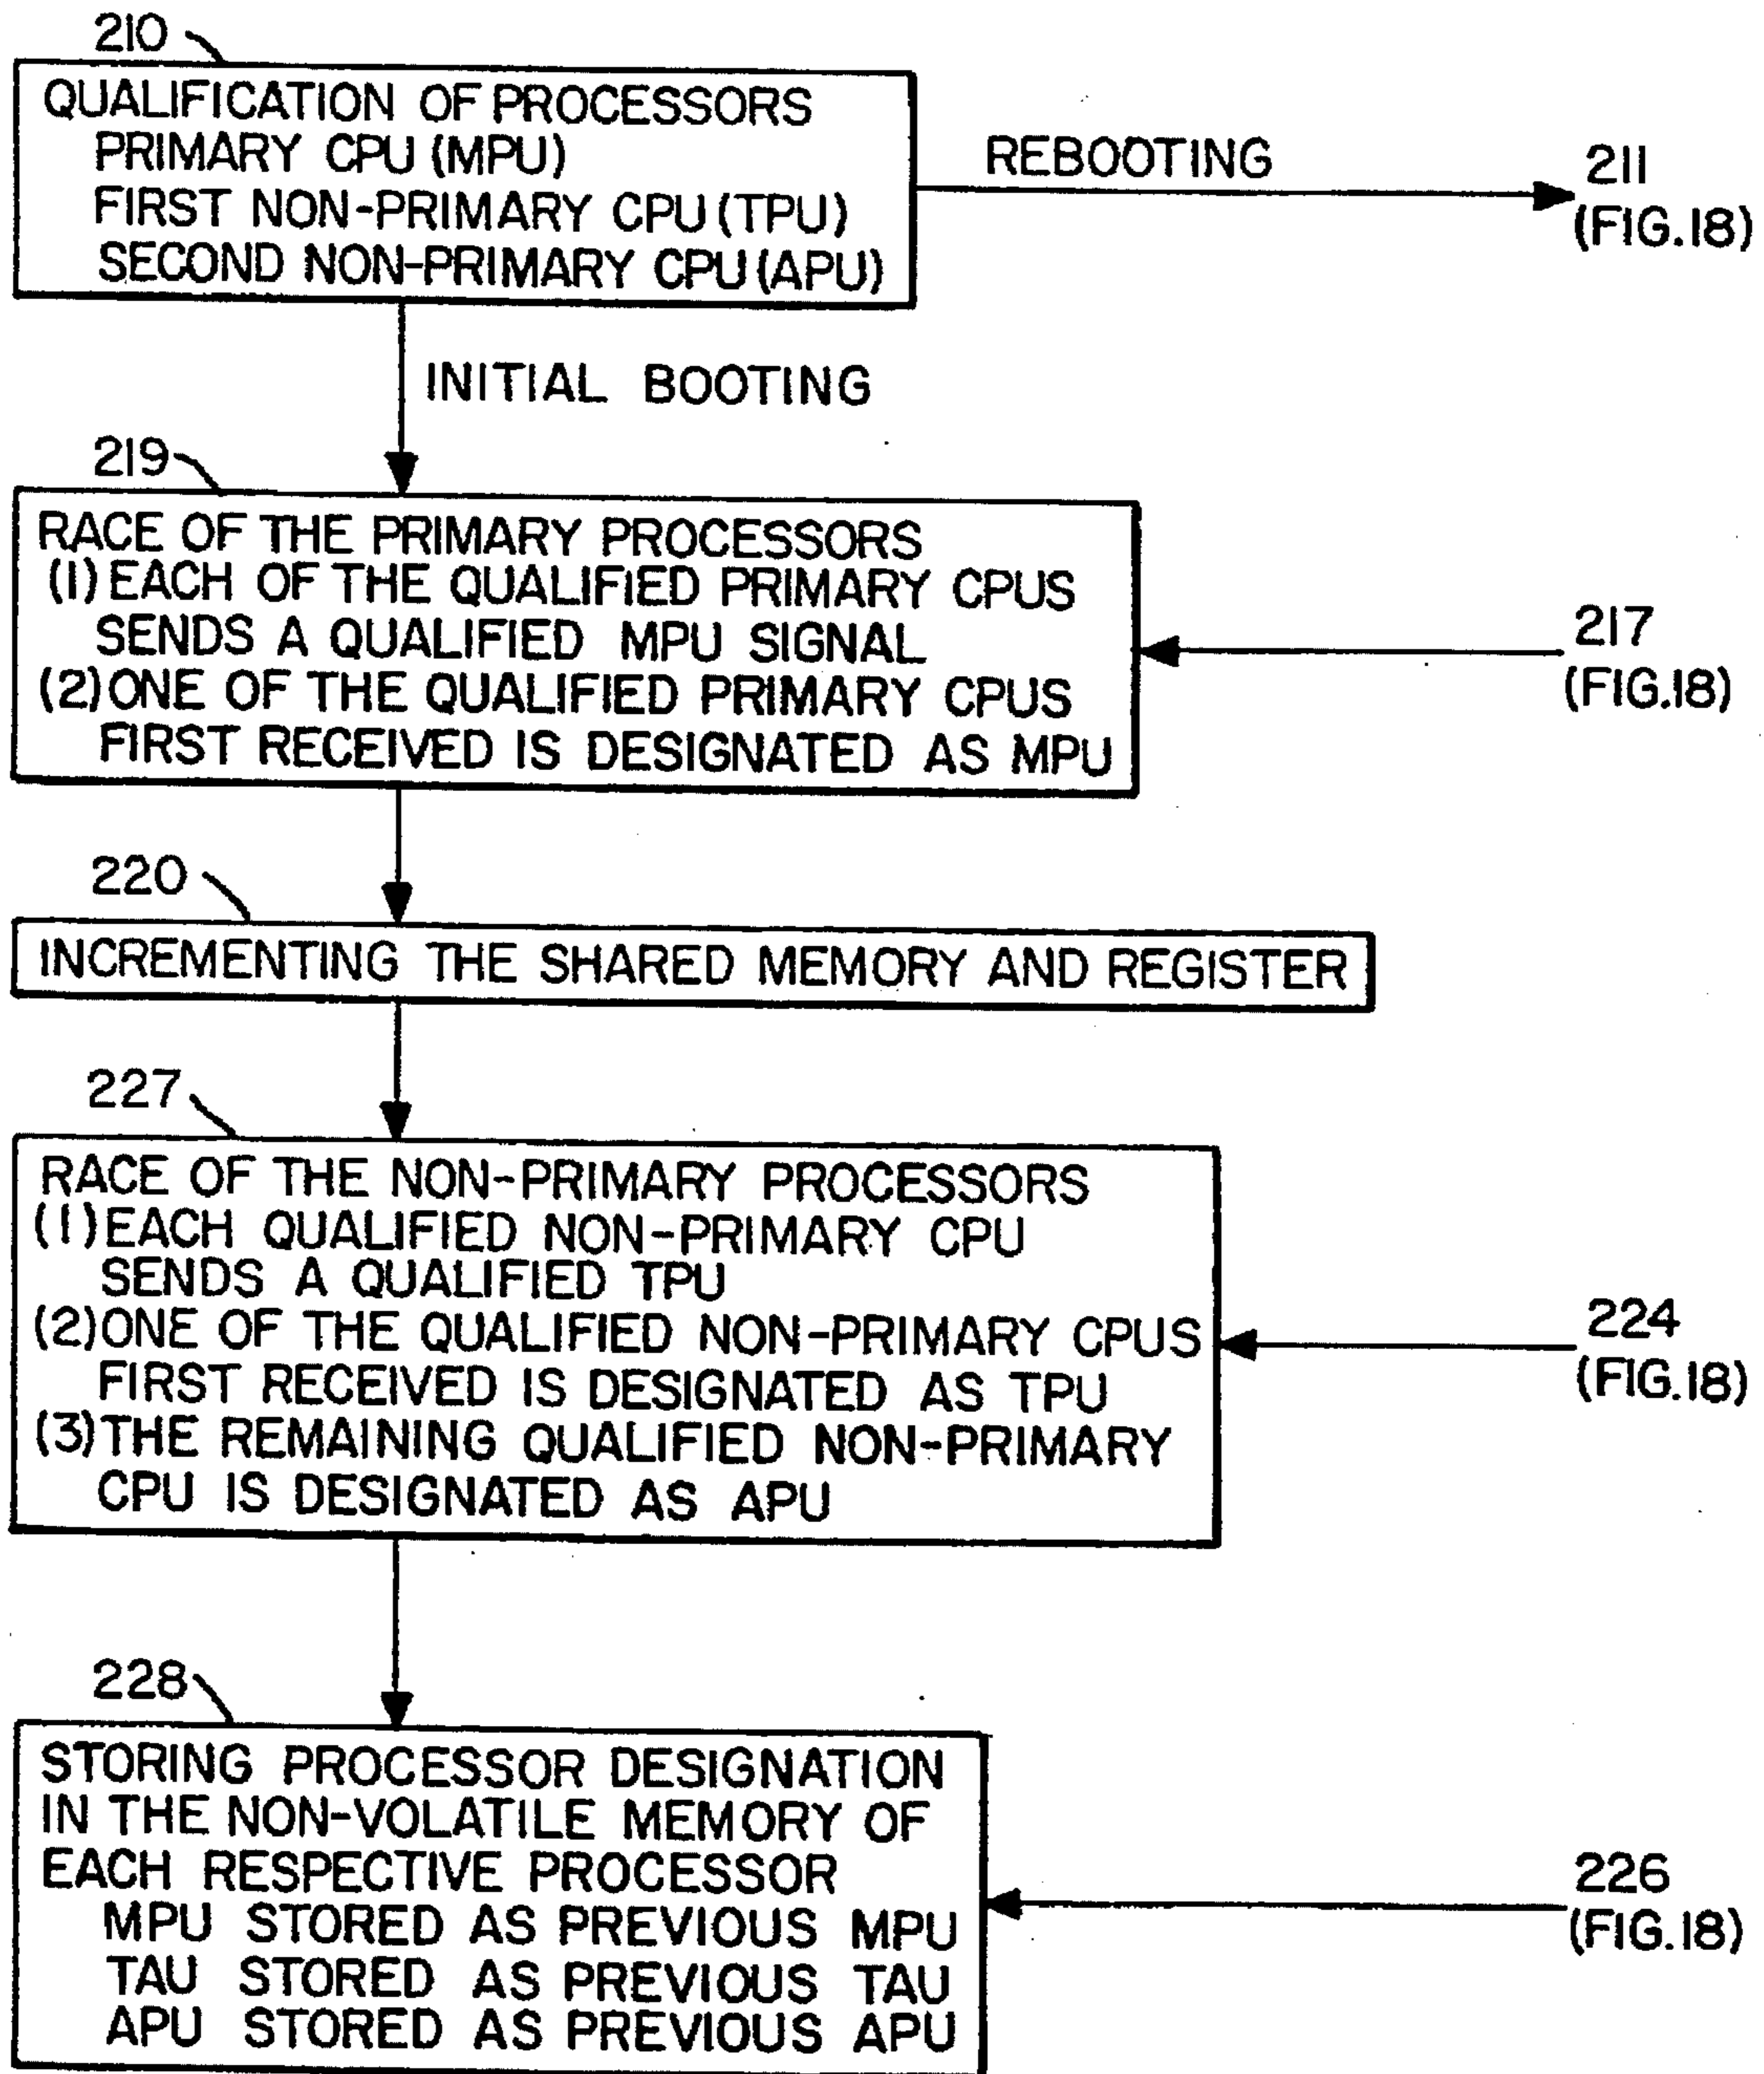 210
QUALIFICATION OF PROCESSORS
PRIMARY CPU (MPU)
FIRST NON-PRIMARY CPU (TPU)
SECOND NON-PRIMARY CPU (APU)
REBOOTING
211
(FIG.18)
INITIAL BOOTING
219
RACE OF THE PRIMARY PROCESSORS
(1) EACH OF THE QUALIFIED PRIMARY CPUS
SENDS A QUALIFIED MPU SIGNAL
(2) ONE OF THE QUALIFIED PRIMARY CPUS
FIRST RECEIVED IS DESIGNATED AS MPU
217
(FIG.18)
220
INCREMENTING THE SHARED MEMORY AND REGISTER
227
RACE OF THE NON-PRIMARY PROCESSORS
(1) EACH QUALIFIED NON-PRIMARY CPU
SENDS A QUALIFIED TPU
(2) ONE OF THE QUALIFIED NON-PRIMARY CPUS
FIRST RECEIVED IS DESIGNATED AS TPU
(3) THE REMAINING QUALIFIED NON-PRIMARY
CPU IS DESIGNATED AS APU
224
(FIG.18)
228
STORING PROCESSOR DESIGNATION
IN THE NON-VOLATILE MEMORY OF
EACH RESPECTIVE PROCESSOR
MPU STORED AS PREVIOUS MPU
TAU STORED AS PREVIOUS TAU
APU STORED AS PREVIOUS APU
226
(FIG.18)